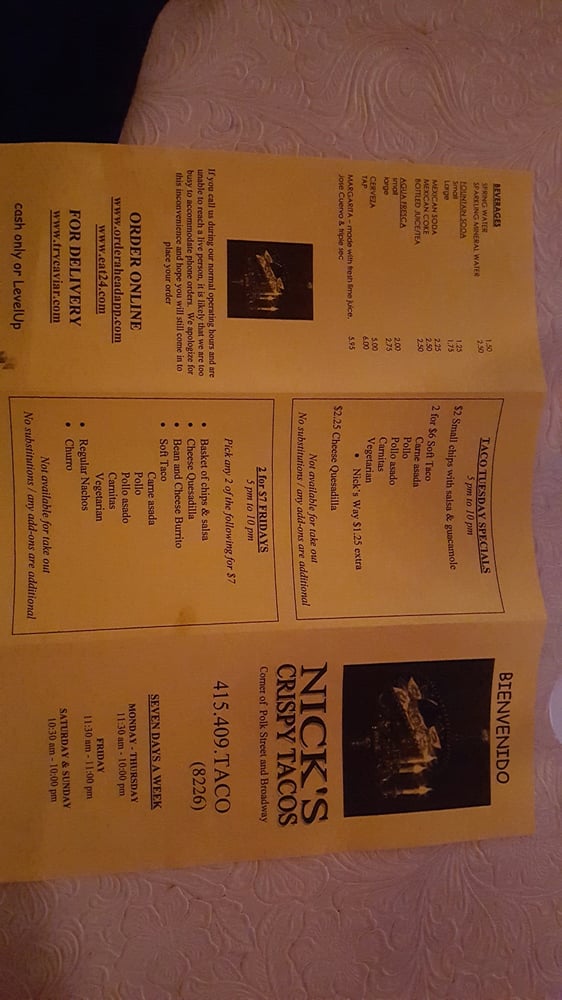 BEVERAGES
SPRING WATER 1.50
SPARKLING MINERAL WATER 2.50
FOUNTAIN SODA
Small 1.25
Large 1.75
MEXICAN SODA 2.25
MEXICAN COKE 2.50
BOTTLED JUICE/TEA 2.50
AGUA FRESCA
small 2.00
large 2.75
CERVEZA 5.00
TAP 6.00
MARGARITA - made with fresh lime juice,
Jose Cuervo & triple sec 5.95
If you call us during our normal operating hours and are
unable to reach a live person, it is likely that we are too
busy to accommodate phone orders. We apologize for
this inconvenience and hope you will still come in to
place your order
ORDER ONLINE
www.orderaheadapp.com
www.eat24.com
FOR DELIVERY
www.trycaviar.com
cash only or LevelUp
TACO TUESDAY SPECIALS
5 pm to 10 pm
$2 Small chips with salsa & guacamole
2 for $6 Soft Taco
Carne asada
Pollo
Pollo asado
Carnitas
Vegetarian
• Nick's Way $1.25 extra
$2.25 Cheese Quesadilla
Not available for take out
No substitutions / any add-ons are additional
2 for $7 FRIDAYS
5 pm to 10 pm
Pick any 2 of the following for $7
• Basket of chips & salsa
• Cheese Quesadilla
• Bean and Cheese Burrito
• Soft Taco
Carne asada
Pollo
Pollo asado
Carnitas
Vegetarian
• Regular Nachos
• Churro
Not available for take out
No substitutions / any add-ons are additional
BIENVENIDO
NICK'S
CRISPY TACOS
Corner of Polk Street and Broadway
415.409.TACO
(8226)
SEVEN DAYS A WEEK
MONDAY - THURSDAY
11:30 am - 10:00 pm
FRIDAY
11:30 am - 11:00 pm
SATURDAY & SUNDAY
10:30 am - 10:00 pm